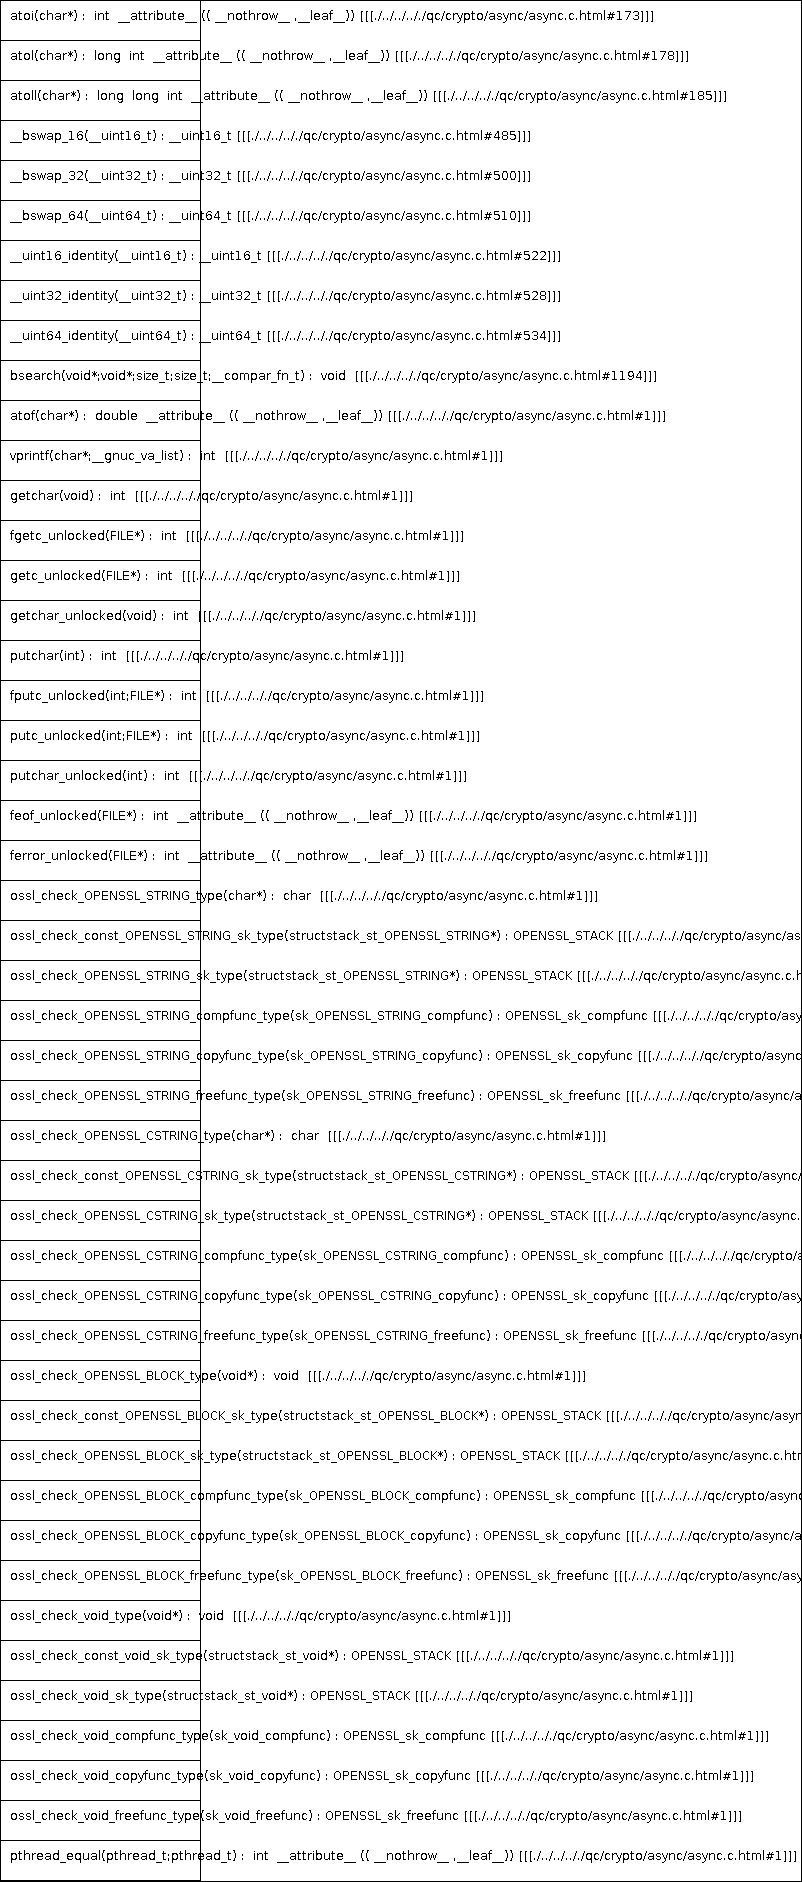 atoi(char*) : int __attribute__ (( __nothrow__ ,__leaf__)) [[[./../../../qc/crypto/async/async.c.html#173]]]
atol(char*) : long int __attribute__ (( __nothrow__ ,__leaf__)) [[[./../../../qc/crypto/async/async.c.html#178]]]
atoll(char*) : long long int __attribute__ (( __nothrow__ ,__leaf__)) [[[./../../../qc/crypto/async/async.c.html#185]]]
__bswap_16(__uint16_t) : __uint16_t [[[./../../../qc/crypto/async/async.c.html#485]]]
__bswap_32(__uint32_t) : __uint32_t [[[./../../../qc/crypto/async/async.c.html#500]]]
__bswap_64(__uint64_t) : __uint64_t [[[./../../../qc/crypto/async/async.c.html#510]]]
__uint16_identity(__uint16_t) : __uint16_t [[[./../../../qc/crypto/async/async.c.html#522]]]
__uint32_identity(__uint32_t) : __uint32_t [[[./../../../qc/crypto/async/async.c.html#528]]]
__uint64_identity(__uint64_t) : __uint64_t [[[./../../../qc/crypto/async/async.c.html#534]]]
bsearch(void*;void*;size_t;size_t;__compar_fn_t) : void [[[./../../../qc/crypto/async/async.c.html#1194]]]
atof(char*) : double __attribute__ (( __nothrow__ ,__leaf__)) [[[./../../../qc/crypto/async/async.c.html#1]]]
vprintf(char*;__gnuc_va_list) : int [[[./../../../qc/crypto/async/async.c.html#1]]]
getchar(void) : int [[[./../../../qc/crypto/async/async.c.html#1]]]
fgetc_unlocked(FILE*) : int [[[./../../../qc/crypto/async/async.c.html#1]]]
getc_unlocked(FILE*) : int [[[./../../../qc/crypto/async/async.c.html#1]]]
getchar_unlocked(void) : int [[[./../../../qc/crypto/async/async.c.html#1]]]
putchar(int) : int [[[./../../../qc/crypto/async/async.c.html#1]]]
fputc_unlocked(int;FILE*) : int [[[./../../../qc/crypto/async/async.c.html#1]]]
putc_unlocked(int;FILE*) : int [[[./../../../qc/crypto/async/async.c.html#1]]]
putchar_unlocked(int) : int [[[./../../../qc/crypto/async/async.c.html#1]]]
feof_unlocked(FILE*) : int __attribute__ (( __nothrow__ ,__leaf__)) [[[./../../../qc/crypto/async/async.c.html#1]]]
ferror_unlocked(FILE*) : int __attribute__ (( __nothrow__ ,__leaf__)) [[[./../../../qc/crypto/async/async.c.html#1]]]
ossl_check_OPENSSL_STRING_type(char*) : char [[[./../../../qc/crypto/async/async.c.html#1]]]
ossl_check_const_OPENSSL_STRING_sk_type(structstack_st_OPENSSL_STRING*) : OPENSSL_STACK [[[./../../../qc/crypto/async/as
ossl_check_OPENSSL_STRING_sk_type(structstack_st_OPENSSL_STRING*) : OPENSSL_STACK [[[./../../../qc/crypto/async/async.c.h
ossl_check_OPENSSL_STRING_compfunc_type(sk_OPENSSL_STRING_compfunc) : OPENSSL_sk_compfunc [[[./../../../qc/crypto/asy
ossl_check_OPENSSL_STRING_copyfunc_type(sk_OPENSSL_STRING_copyfunc) : OPENSSL_sk_copyfunc [[[./../../../qc/crypto/async
ossl_check_OPENSSL_STRING_freefunc_type(sk_OPENSSL_STRING_freefunc) : OPENSSL_sk_freefunc [[[./../../../qc/crypto/async/a
ossl_check_OPENSSL_CSTRING_type(char*) : char [[[./../../../qc/crypto/async/async.c.html#1]]]
ossl_check_const_OPENSSL_CSTRING_sk_type(structstack_st_OPENSSL_CSTRING*) : OPENSSL_STACK [[[./../../../qc/crypto/async/
ossl_check_OPENSSL_CSTRING_sk_type(structstack_st_OPENSSL_CSTRING*) : OPENSSL_STACK [[[./../../../qc/crypto/async/async.
ossl_check_OPENSSL_CSTRING_compfunc_type(sk_OPENSSL_CSTRING_compfunc) : OPENSSL_sk_compfunc [[[./../../../qc/crypto/a
ossl_check_OPENSSL_CSTRING_copyfunc_type(sk_OPENSSL_CSTRING_copyfunc) : OPENSSL_sk_copyfunc [[[./../../../qc/crypto/asy
ossl_check_OPENSSL_CSTRING_freefunc_type(sk_OPENSSL_CSTRING_freefunc) : OPENSSL_sk_freefunc [[[./../../../qc/crypto/async
ossl_check_OPENSSL_BLOCK_type(void*) : void [[[./../../../qc/crypto/async/async.c.html#1]]]
ossl_check_const_OPENSSL_BLOCK_sk_type(structstack_st_OPENSSL_BLOCK*) : OPENSSL_STACK [[[./../../../qc/crypto/async/asyn
ossl_check_OPENSSL_BLOCK_sk_type(structstack_st_OPENSSL_BLOCK*) : OPENSSL_STACK [[[./../../../qc/crypto/async/async.c.htm
ossl_check_OPENSSL_BLOCK_compfunc_type(sk_OPENSSL_BLOCK_compfunc) : OPENSSL_sk_compfunc [[[./../../../qc/crypto/async
ossl_check_OPENSSL_BLOCK_copyfunc_type(sk_OPENSSL_BLOCK_copyfunc) : OPENSSL_sk_copyfunc [[[./../../../qc/crypto/async/a
ossl_check_OPENSSL_BLOCK_freefunc_type(sk_OPENSSL_BLOCK_freefunc) : OPENSSL_sk_freefunc [[[./../../../qc/crypto/async/asy
ossl_check_void_type(void*) : void [[[./../../../qc/crypto/async/async.c.html#1]]]
ossl_check_const_void_sk_type(structstack_st_void*) : OPENSSL_STACK [[[./../../../qc/crypto/async/async.c.html#1]]]
ossl_check_void_sk_type(structstack_st_void*) : OPENSSL_STACK [[[./../../../qc/crypto/async/async.c.html#1]]]
ossl_check_void_compfunc_type(sk_void_compfunc) : OPENSSL_sk_compfunc [[[./../../../qc/crypto/async/async.c.html#1]]]
ossl_check_void_copyfunc_type(sk_void_copyfunc) : OPENSSL_sk_copyfunc [[[./../../../qc/crypto/async/async.c.html#1]]]
ossl_check_void_freefunc_type(sk_void_freefunc) : OPENSSL_sk_freefunc [[[./../../../qc/crypto/async/async.c.html#1]]]
pthread_equal(pthread_t;pthread_t) : int __attribute__ (( __nothrow__ ,__leaf__)) [[[./../../../qc/crypto/async/async.c.html#1]]]